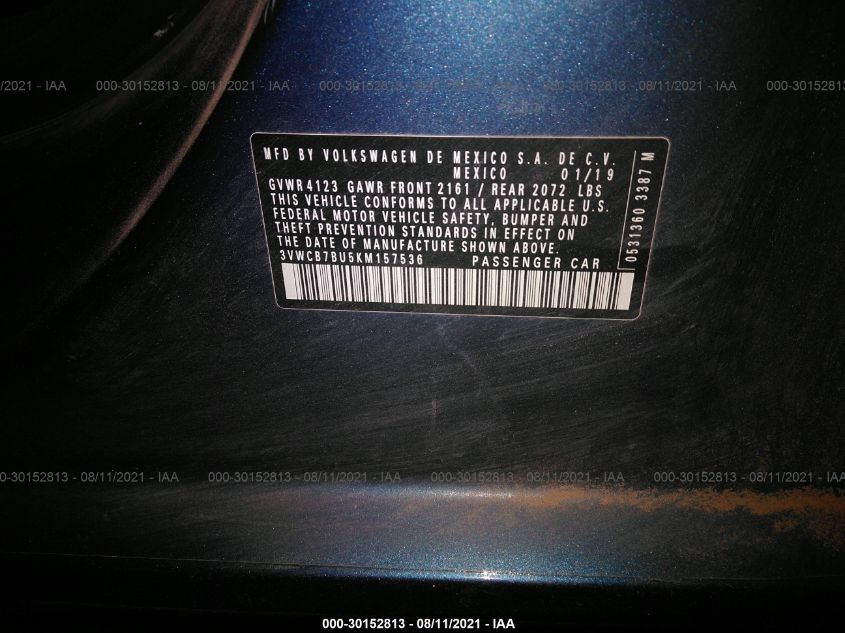 1/2021 - IAA 000-30152813 - 08/11/2021 - IAA 000-30152813 - 08/11/2021 - IAA 000-30152813 - 08/11/2021
MFD BY VOLKSWAGEN DE MEXICO S.A. DE C.V.
MEXICO 01/19
GVWR 4123 GAWR FRONT 2161 / REAR 2072 LBS
THIS VEHICLE CONFORMS TO ALL APPLICABLE U.S.
FEDERAL MOTOR VEHICLE SAFETY, BUMPER AND
THEFT PREVENTION STANDARDS IN EFFECT ON
THE DATE OF MANUFACTURE SHOWN ABOVE.
3VWCB7BU5KM157536 PASSENGER CAR
0531360 3387 M
000-30152813 - 08/11/2021 - IAA 000-30152813 - 08/11/2021 - IAA 000-30152813 - 08/11/2021 - IAA 000-30152813 - 08/11/2021 - IAA
000-30152813 - 08/11/2021 - IAA